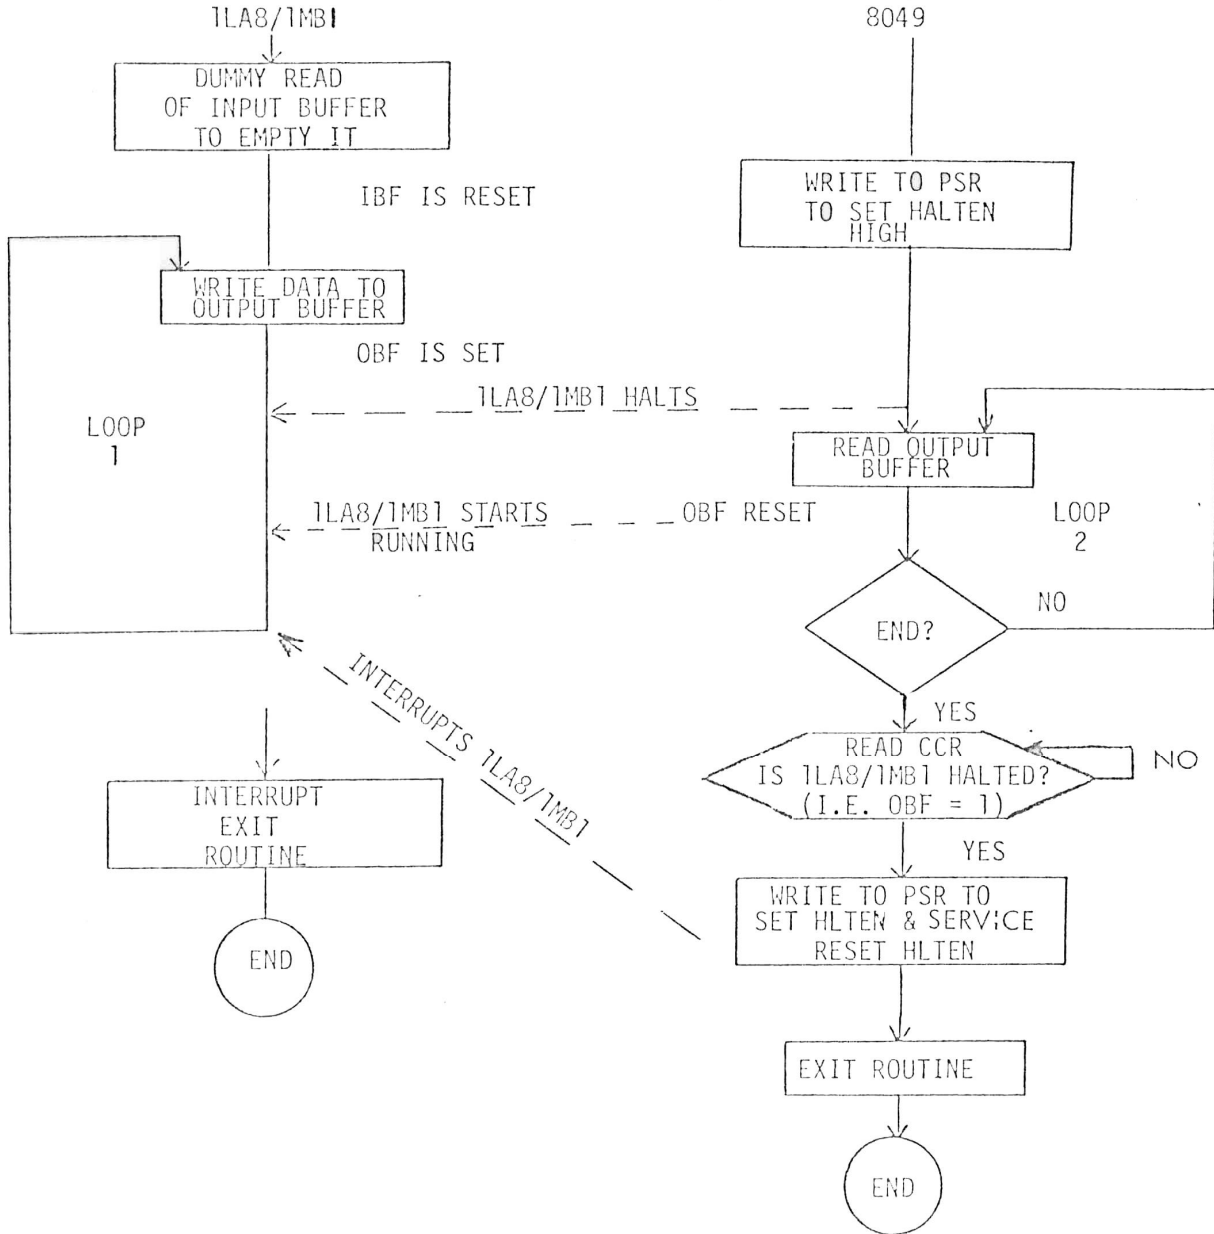 1LA8/1MB1
DUMMY READ
OF INPUT BUFFER
TO EMPTY IT
IBF IS RESET
WRITE DATA TO
OUTPUT BUFFER
OBF IS SET
LOOP
1
1LA8/1MB1 HALTS
1LA8/1MB1 STARTS
RUNNING
INTERRUPTS 1LA8/1MB1
INTERRUPT
EXIT
ROUTINE
END
8049
WRITE TO PSR
TO SET HALTEN
HIGH
READ OUTPUT
BUFFER
OBF RESET
LOOP
2
END?
NO
YES
READ CCR
IS 1LA8/1MB1 HALTED?
(I.E. OBF = 1)
NO
YES
WRITE TO PSR TO
SET HLTEN & SERVICE
RESET HLTEN
EXIT ROUTINE
END